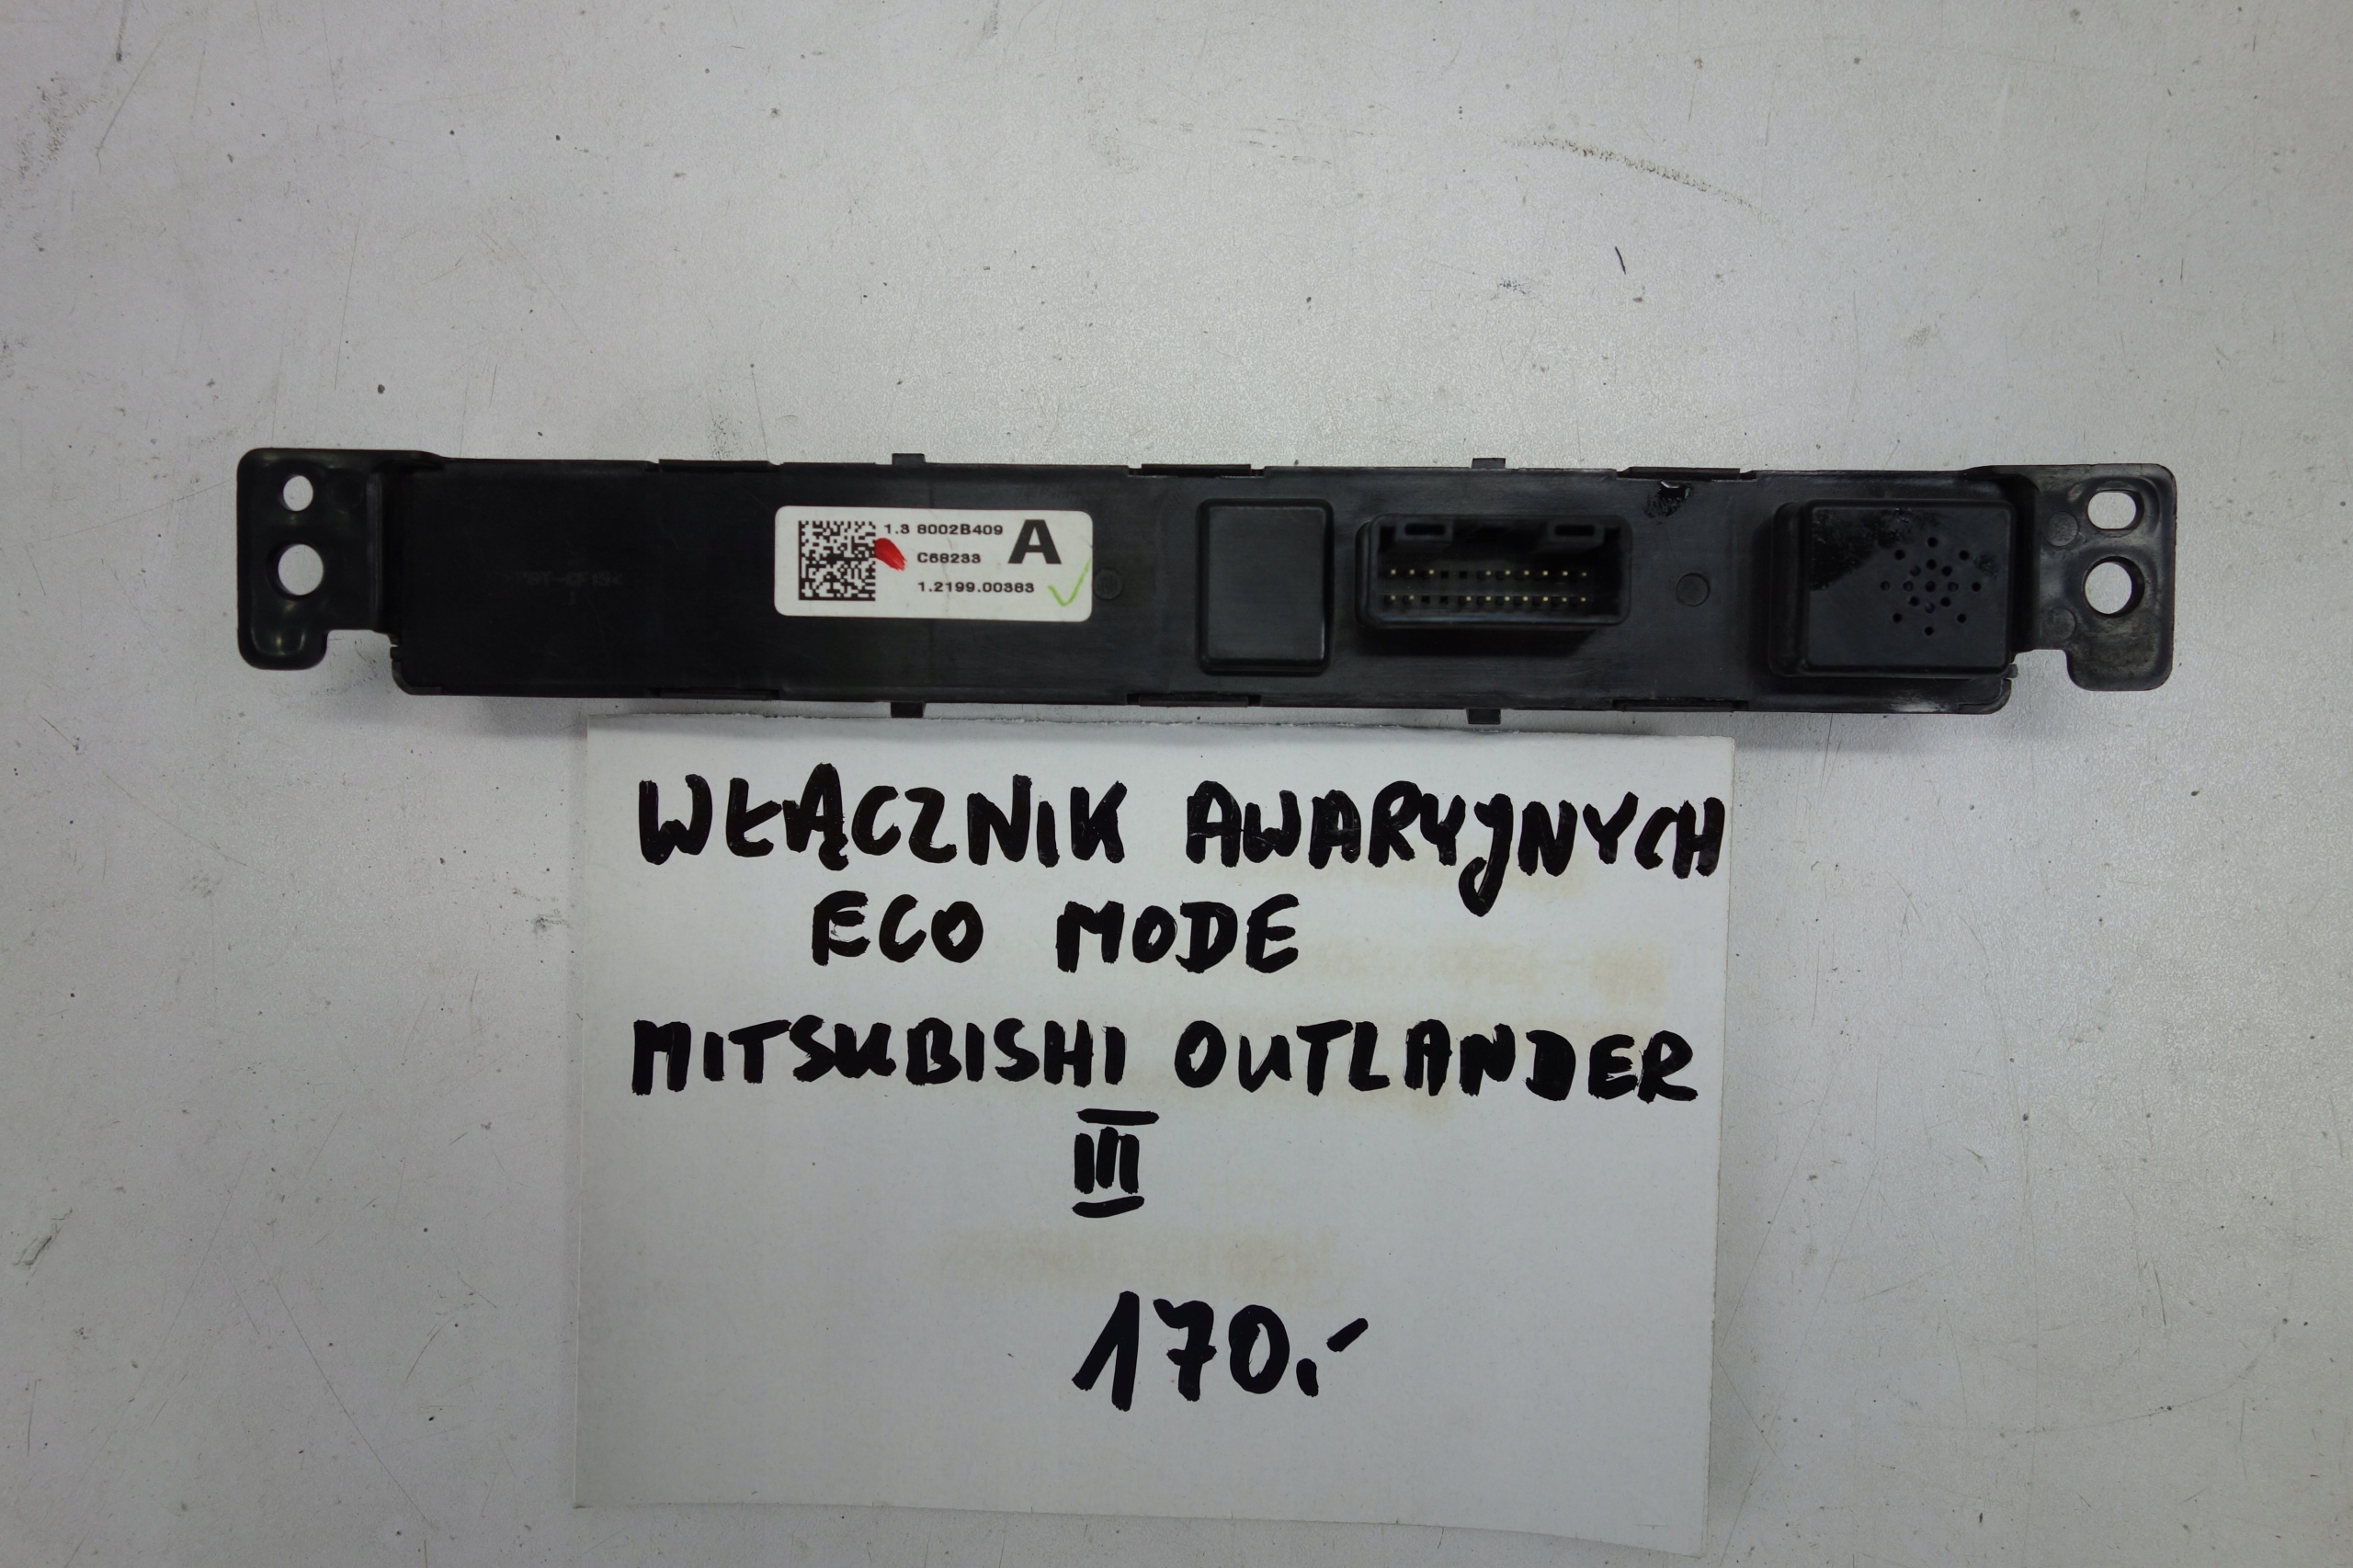 1.3 8002B409 A
C68233
1.2199.00383
WŁĄCZNIK AWARYJNYCH
ECO MODE
MITSUBISHI OUTLANDER
III
170.-